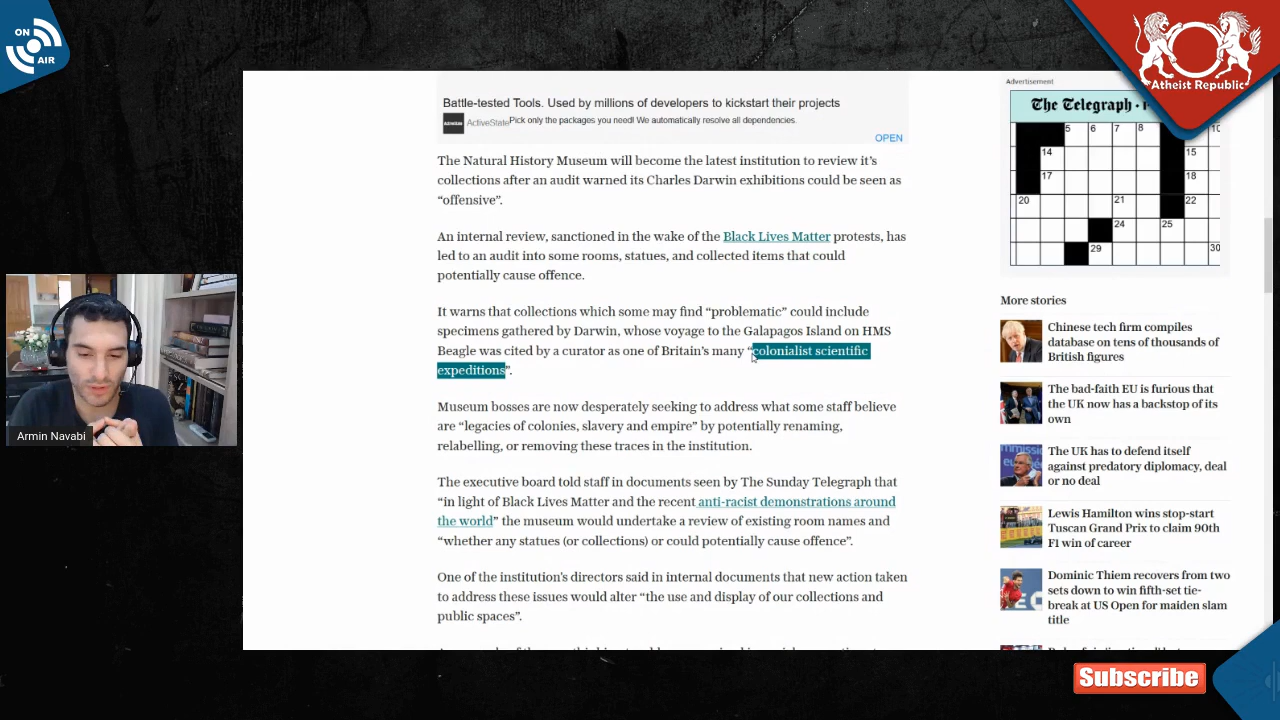 ON
AIR
Atheist Republic
Armin Navabi
Battle-tested Tools. Used by millions of developers to kickstart their projects
ActiveState
Pick only the packages you need! We automatically resolve all dependencies.
OPEN
The Natural History Museum will become the latest institution to review it’s
collections after an audit warned its Charles Darwin exhibitions could be seen as
“offensive”.
An internal review, sanctioned in the wake of the Black Lives Matter protests, has
led to an audit into some rooms, statues, and collected items that could
potentially cause offence.
It warns that collections which some may find “problematic” could include
specimens gathered by Darwin, whose voyage to the Galapagos Island on HMS
Beagle was cited by a curator as one of Britain’s many “colonialist scientific
expeditions”.
Museum bosses are now desperately seeking to address what some staff believe
are “legacies of colonies, slavery and empire” by potentially renaming,
relabelling, or removing these traces in the institution.
The executive board told staff in documents seen by The Sunday Telegraph that
“in light of Black Lives Matter and the recent anti-racist demonstrations around
the world” the museum would undertake a review of existing room names and
“whether any statues (or collections) or could potentially cause offence”.
One of the institution’s directors said in internal documents that new action taken
to address these issues would alter “the use and display of our collections and
public spaces”.
Advertisement
The Telegraph
5 6 7 8 10
14 15
17 18
20 21 22
24 25
29 30
More stories
Chinese tech firm compiles
database on tens of thousands of
British figures
The bad-faith EU is furious that
the UK now has a backstop of its
own
The UK has to defend itself
against predatory diplomacy, deal
or no deal
Lewis Hamilton wins stop-start
Tuscan Grand Prix to claim 90th
F1 win of career
Dominic Thiem recovers from two
sets down to win fifth-set tie-
break at US Open for maiden slam
title
Subscribe